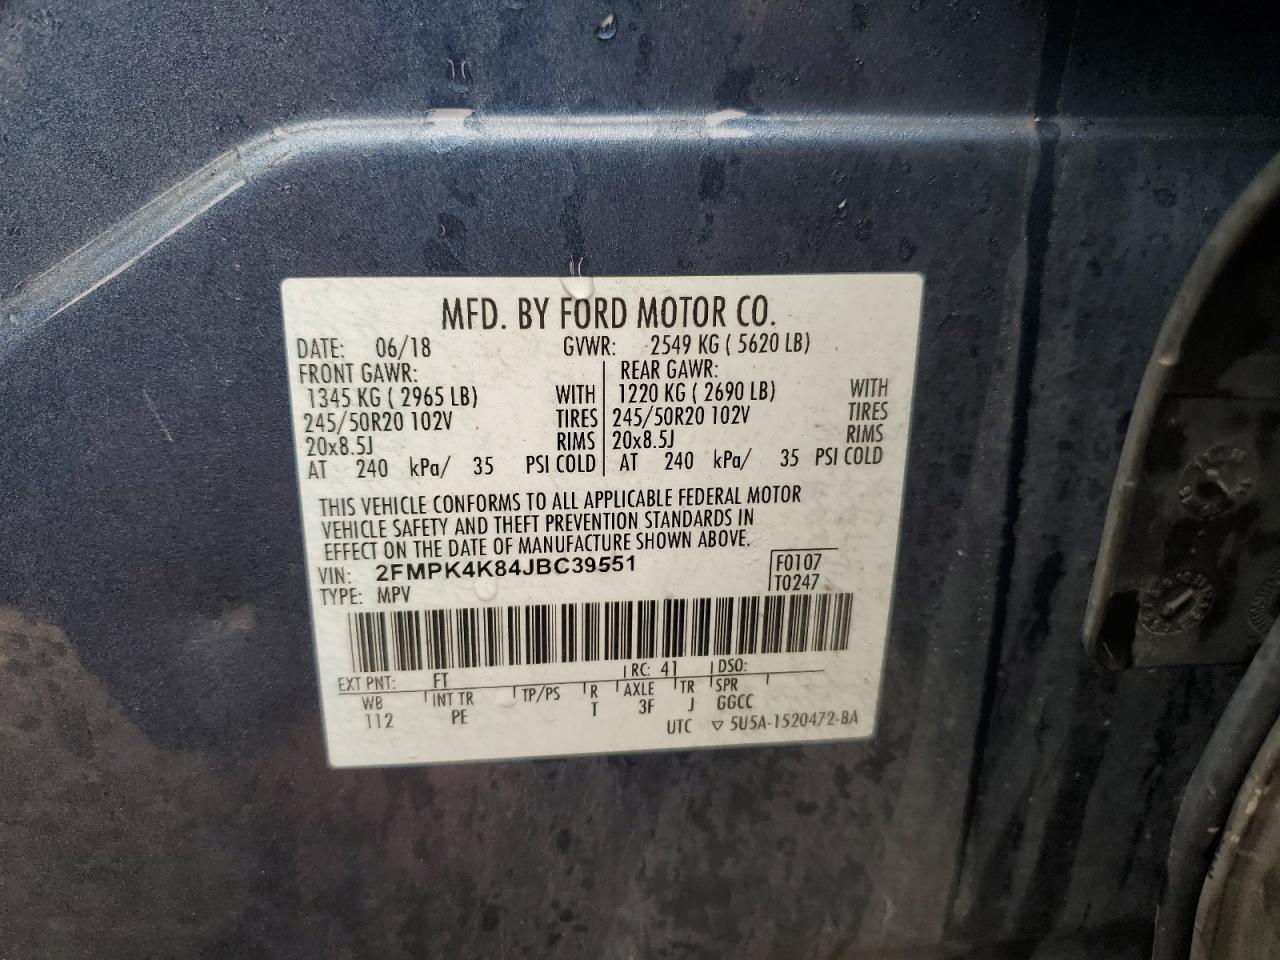 MFD. BY FORD MOTOR CO.
DATE: 06/18 GVWR: 2549 KG ( 5620 LB)
FRONT GAWR: REAR GAWR:
1345 KG ( 2965 LB) WITH 1220 KG ( 2690 LB) WITH
245/50R20 102V TIRES 245/50R20 102V TIRES
20x8.5J RIMS 20x8.5J RIMS
AT 240 kPa/ 35 PSI COLD AT 240 kPa/ 35 PSI COLD
THIS VEHICLE CONFORMS TO ALL APPLICABLE FEDERAL MOTOR
VEHICLE SAFETY AND THEFT PREVENTION STANDARDS IN
EFFECT ON THE DATE OF MANUFACTURE SHOWN ABOVE.
VIN: 2FMPK4K84JBC39551 F0107
TYPE: MPV T0247
EXT PNT: FT RC: 41 DSO:
WB INT TR TP/PS R AXLE TR SPR
112 PE T 3F J GGCC
UTC ▽ 5U5A-1520472-BA